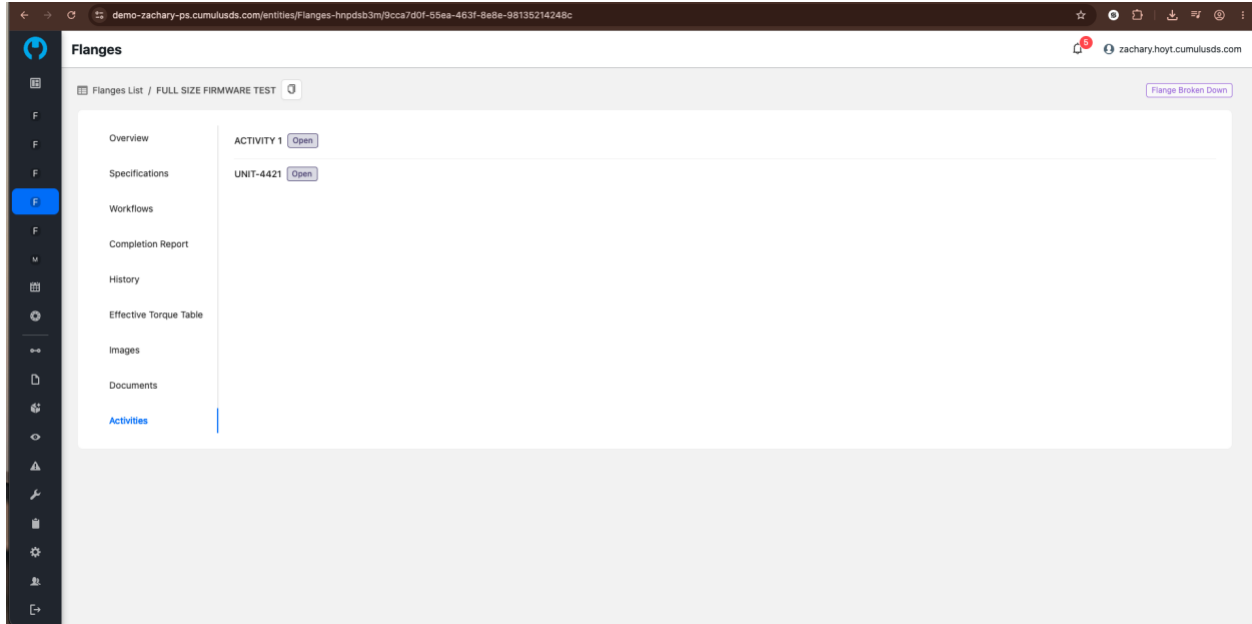 demo-zachary-ps.cumulusds.com/entities/Flanges-hnpdsb3m/9cca7d0f-55ea-463f-8e8e-98135214248c
Flanges
5
zachary.hoyt.cumulusds.com
Flanges List / FULL SIZE FIRMWARE TEST
Flange Broken Down
F
F
F
F
F
M
Overview
Specifications
Workflows
Completion Report
History
Effective Torque Table
Images
Documents
Activities
ACTIVITY 1 Open
UNIT-4421 Open